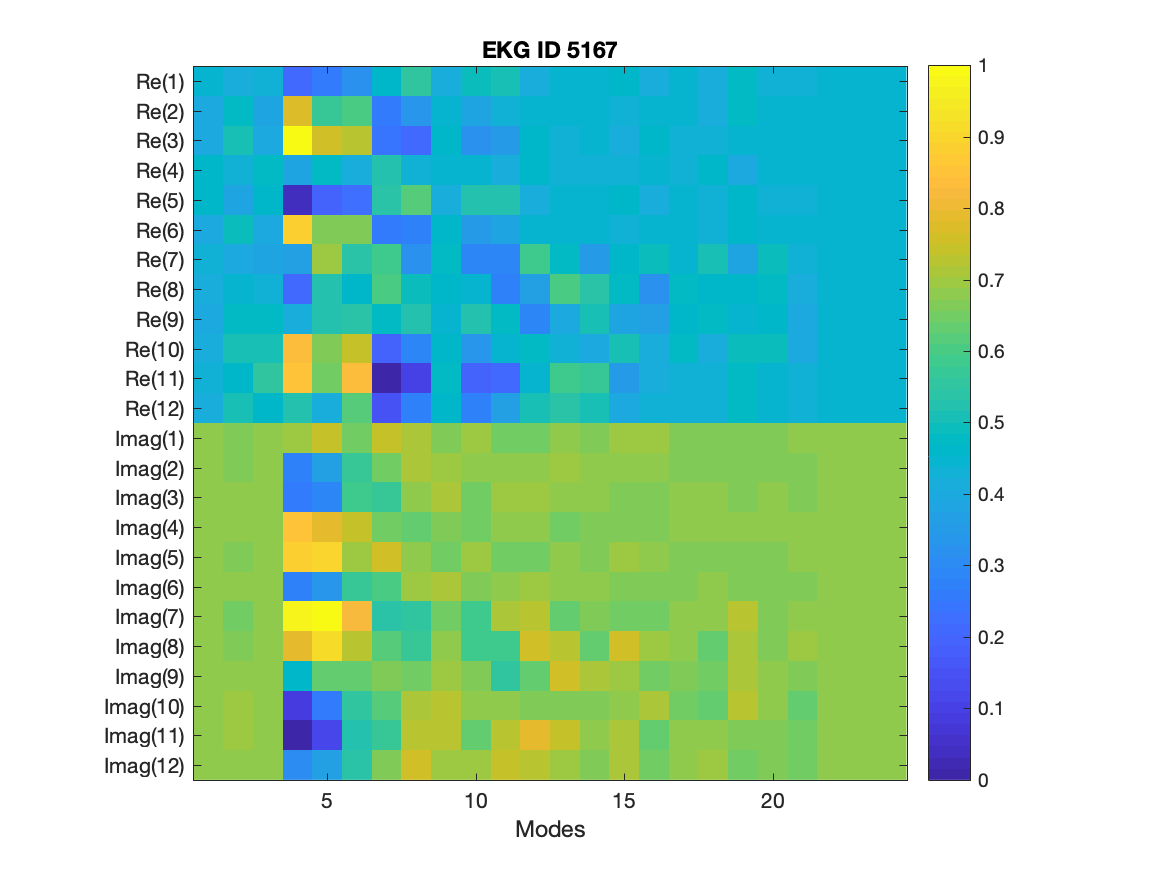 EKG ID 5167
Re(1)
Re(2)
Re(3)
Re(4)
Re(5)
Re(6)
Re(7)
Re(8)
Re(9)
Re(10)
Re(11)
Re(12)
Imag(1)
Imag(2)
Imag(3)
Imag(4)
Imag(5)
Imag(6)
Imag(7)
Imag(8)
Imag(9)
Imag(10)
Imag(11)
Imag(12)
5 10 15 20
Modes
1
0.9
0.8
0.7
0.6
0.5
0.4
0.3
0.2
0.1
0